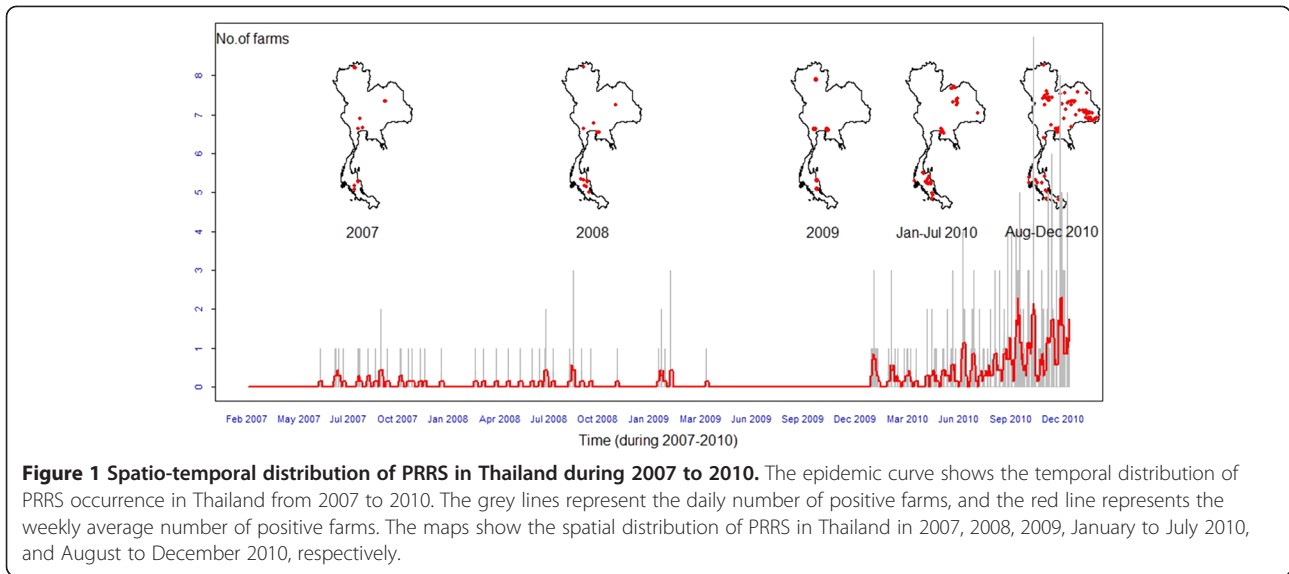 No.of farms
8
7
6
5
4
3
2
1
0
2007
2008
2009
Jan-Jul 2010
Aug-Dec 2010
Feb 2007 May 2007 Jul 2007 Oct 2007 Jan 2008 Apr 2008 Jul 2008 Oct 2008 Jan 2009 Mar 2009 Jun 2009 Sep 2009 Dec 2009 Mar 2010 Jun 2010 Sep 2010 Dec 2010
Time (during 2007-2010)
Figure 1 Spatio-temporal distribution of PRRS in Thailand during 2007 to 2010. The epidemic curve shows the temporal distribution of
PRRS occurrence in Thailand from 2007 to 2010. The grey lines represent the daily number of positive farms, and the red line represents the
weekly average number of positive farms. The maps show the spatial distribution of PRRS in Thailand in 2007, 2008, 2009, January to July 2010,
and August to December 2010, respectively.